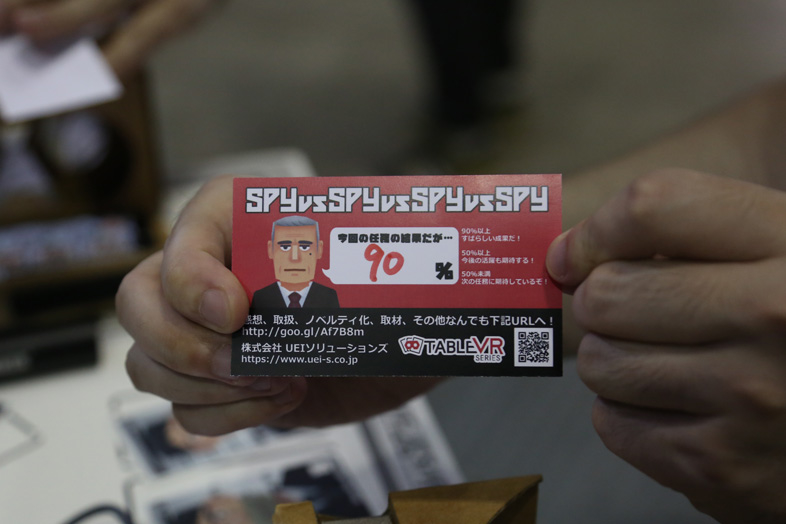 SPYvsSPYvsSPYvsSPY
今回の任務の結果だが…
90 %
90%以上
すばらしい成果だ！
50%以上
今後の活躍も期待する！
50%未満
次の任務に期待しているぞ！
感想、取扱、ノベルティ化、取材、その他なんでも下記URLへ！
http://goo.gl/Af7B8m
株式会社 UEIソリューションズ
https://www.uei-s.co.jp
TABLEVR
SERIES